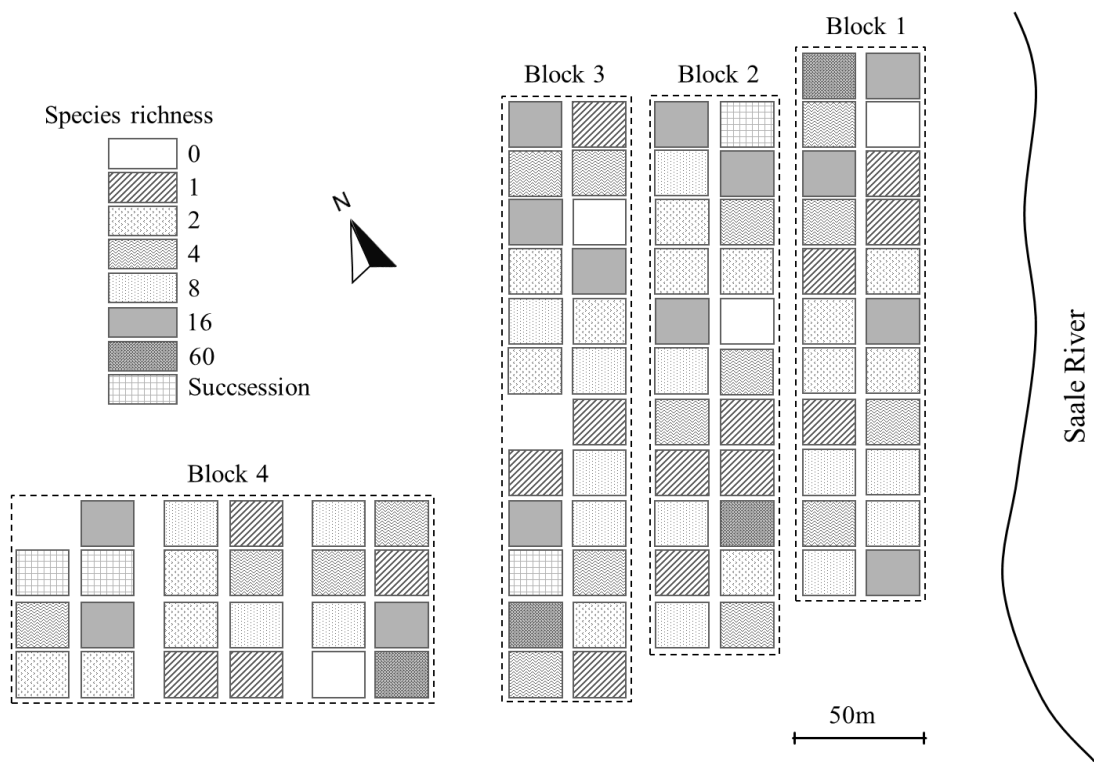 Block 1
Block 3
Block 2
Species richness
0
1
2
4
8
16
60
Succsession
N
Saale River
Block 4
50m